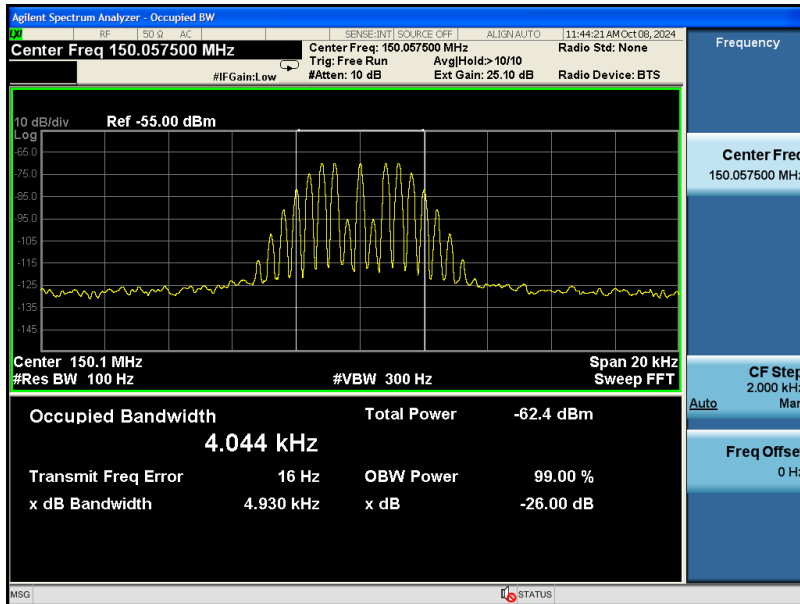 Agilent Spectrum Analyzer - Occupied BW
LXI RF 50 Ω AC SENSE:INT SOURCE OFF ALIGN AUTO 11:44:21 AM Oct 08, 2024
Center Freq 150.057500 MHz
Center Freq: 150.057500 MHz
Radio Std: None
Trig: Free Run Avg|Hold:>10/10
#IFGain:Low
#Atten: 10 dB Ext Gain: 25.10 dB
Radio Device: BTS
10 dB/div Ref -55.00 dBm
Log
-65.0
-75.0
-85.0
-95.0
-105
-115
-125
-135
-145
Center 150.1 MHz Span 20 kHz
#Res BW 100 Hz #VBW 300 Hz Sweep FFT
Occupied Bandwidth Total Power -62.4 dBm
4.044 kHz
Transmit Freq Error 16 Hz OBW Power 99.00 %
x dB Bandwidth 4.930 kHz x dB -26.00 dB
MSG STATUS
Frequency
Center Freq
150.057500 MHz
CF Step
2.000 kHz
Auto Man
Freq Offset
0 Hz